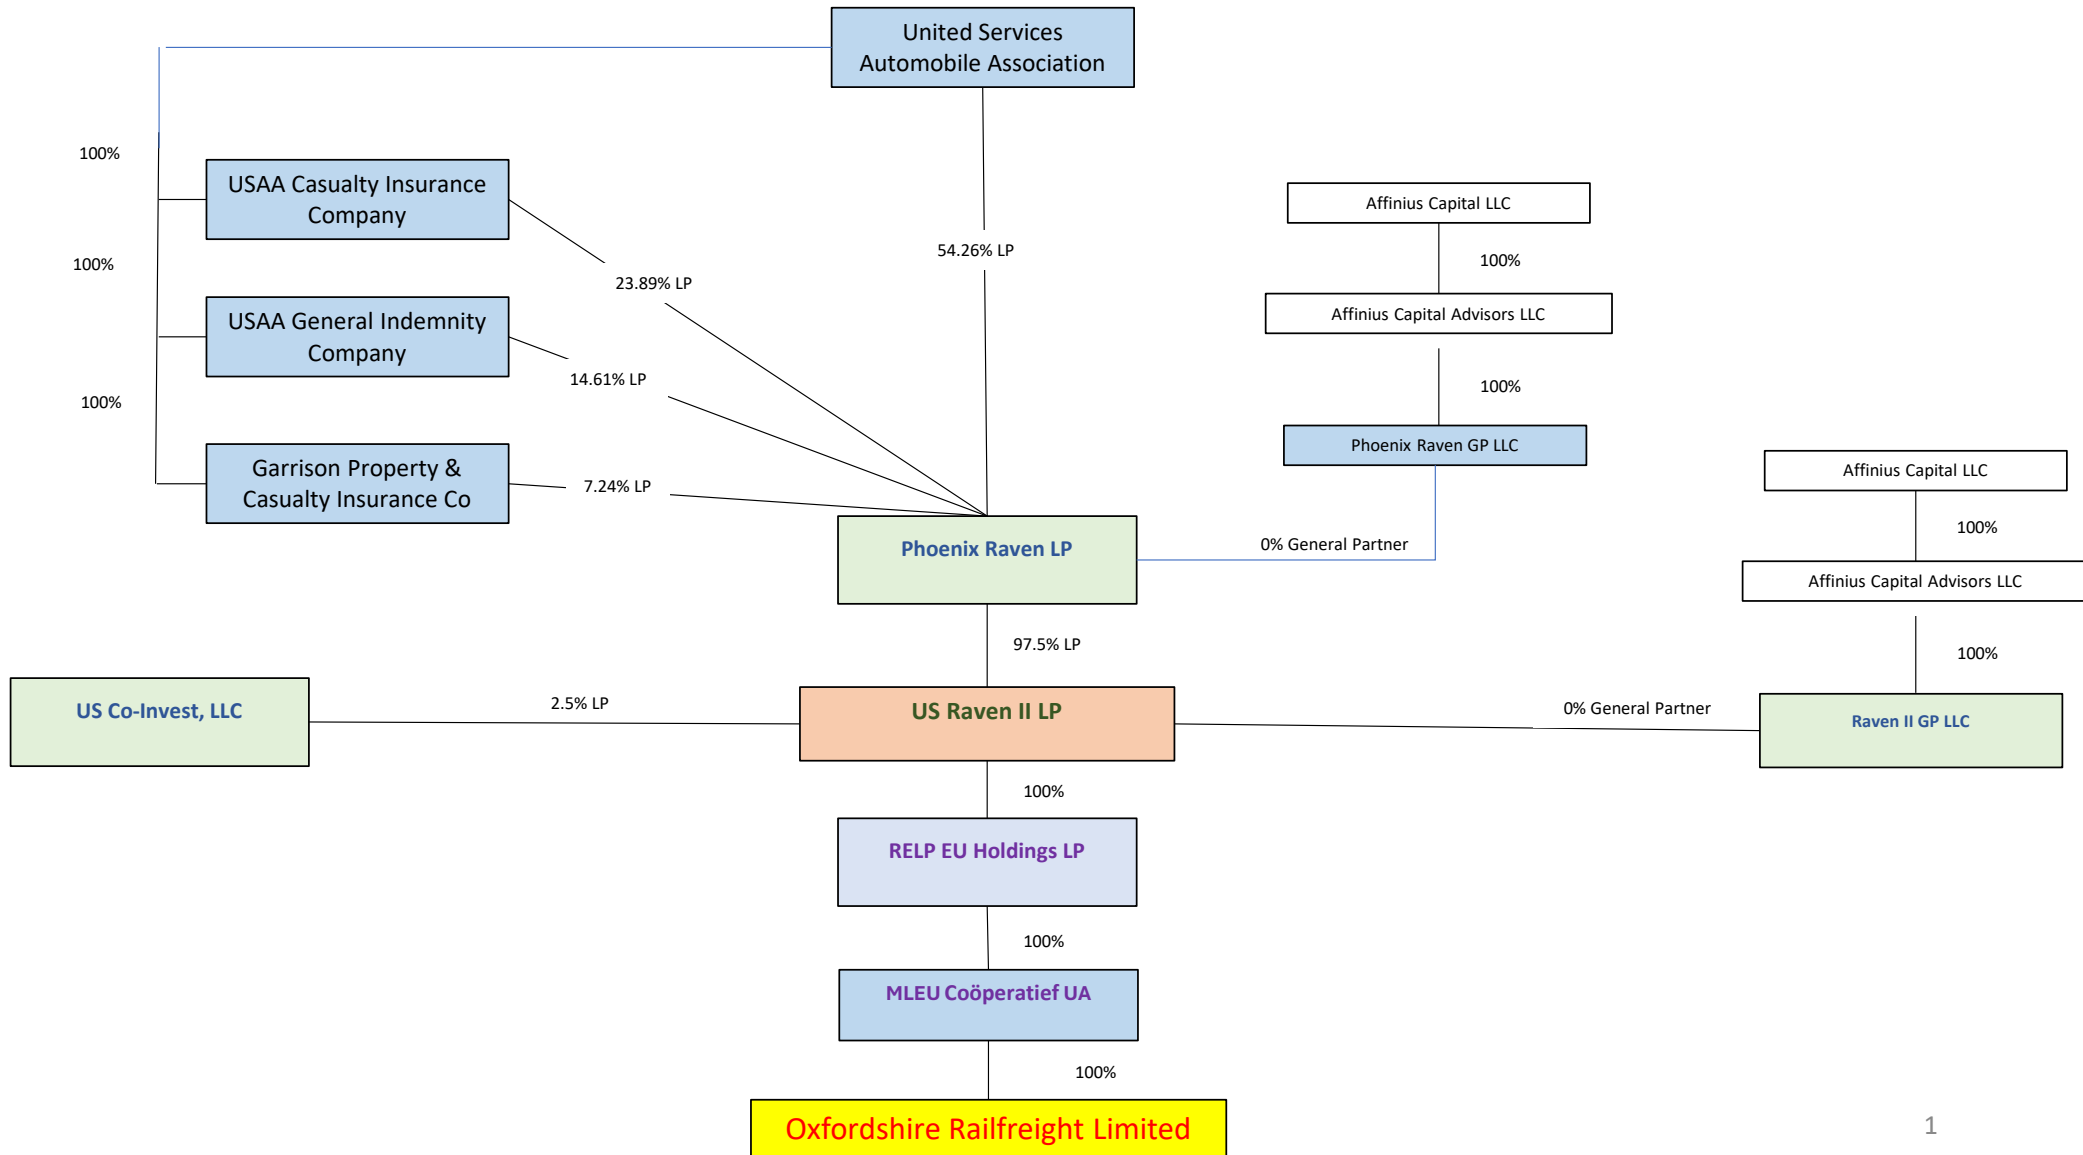 United Services
Automobile Association
100%
USAA Casualty Insurance
Company
100%
USAA General Indemnity
Company
100%
Garrison Property &
Casualty Insurance Co
23.89% LP
14.61% LP
7.24% LP
54.26% LP
Affinius Capital LLC
100%
Affinius Capital Advisors LLC
100%
Phoenix Raven GP LLC
0% General Partner
Phoenix Raven LP
97.5% LP
Affinius Capital LLC
100%
Affinius Capital Advisors LLC
100%
Raven II GP LLC
0% General Partner
US Co-Invest, LLC
2.5% LP
US Raven II LP
100%
RELP EU Holdings LP
100%
MLEU Coöperatief UA
100%
Oxfordshire Railfreight Limited
1